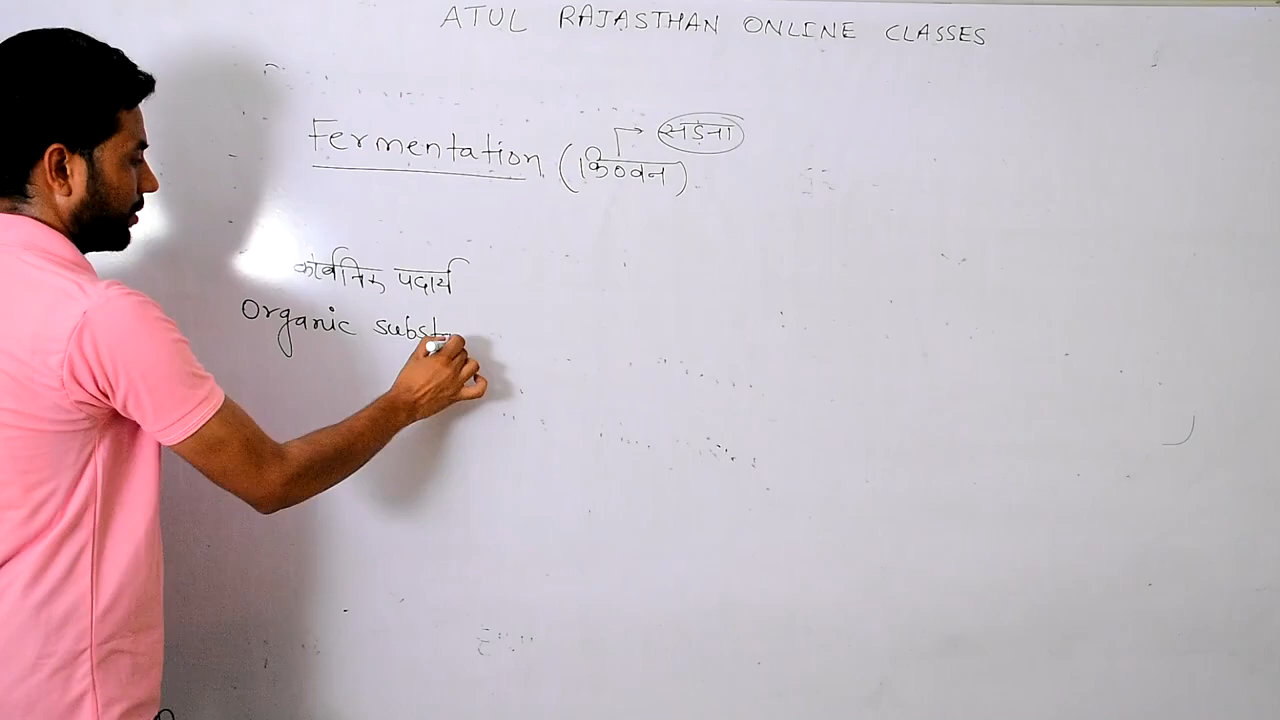 ATUL RAJASTHAN ONLINE CLASSES
Fermentation (किण्वन) → सड़ना
कार्बनिक पदार्थ
Organic subst